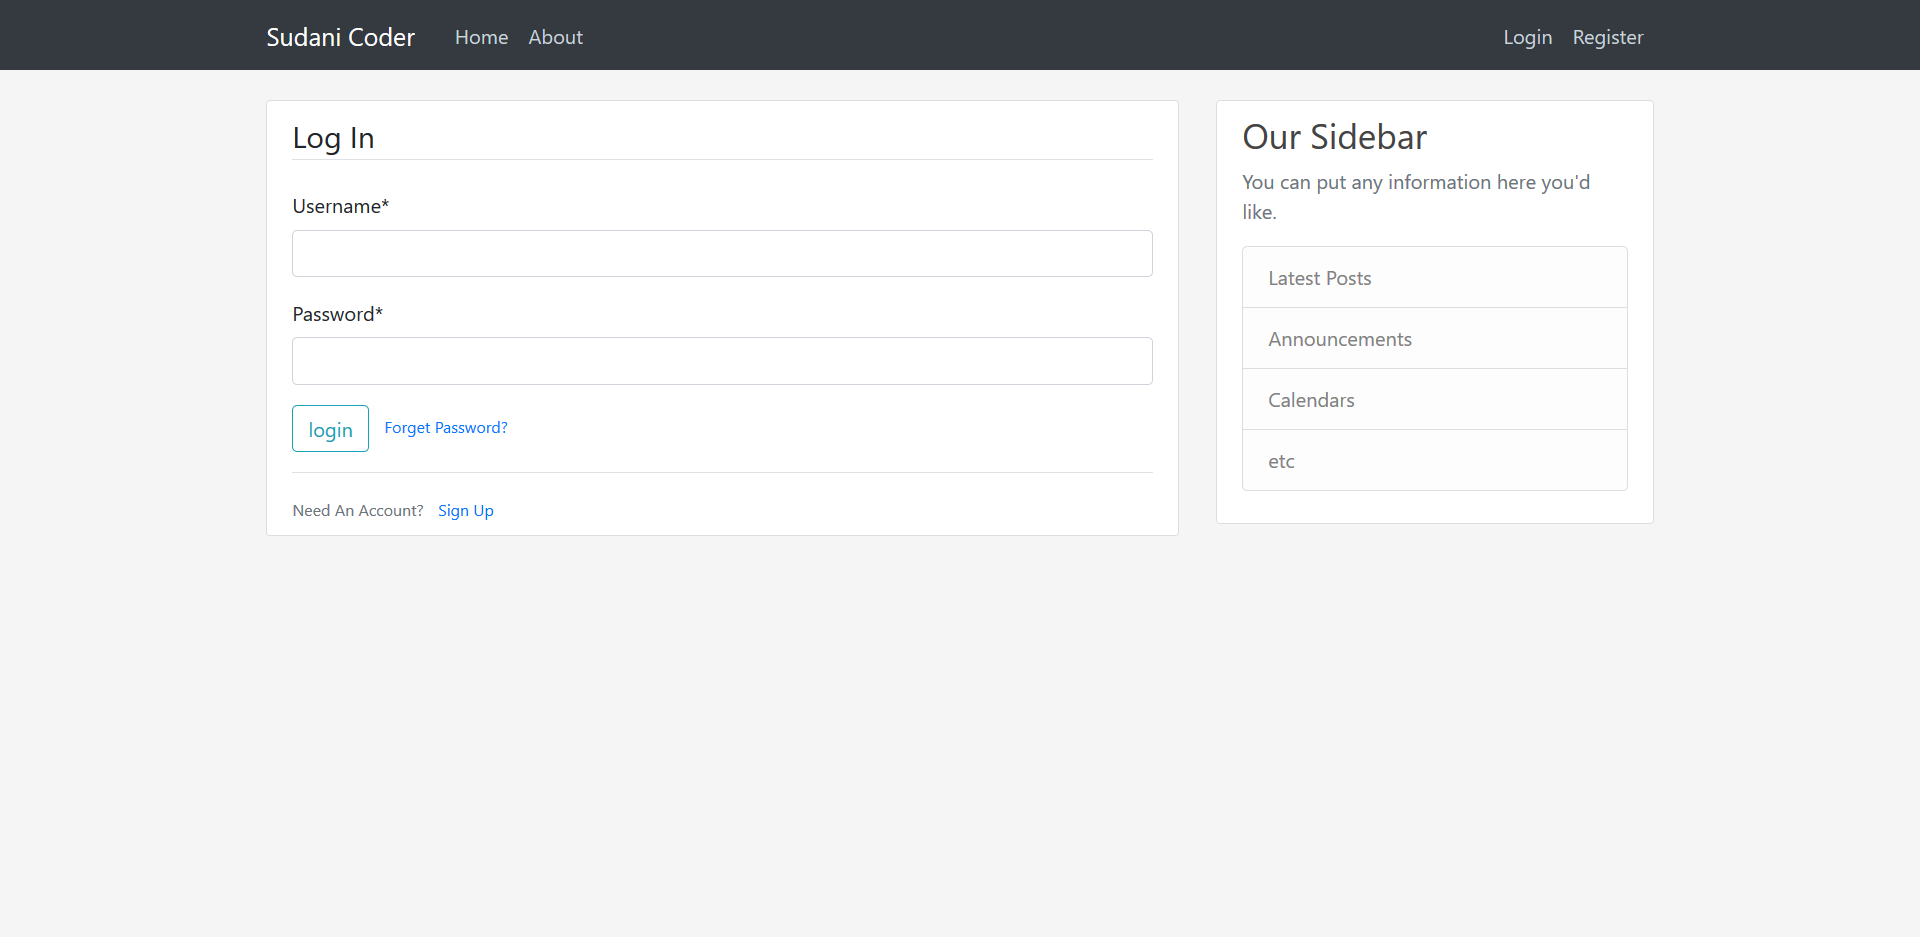 Sudani Coder Home About Login Register
Log In
Username*
Password*
login Forget Password?
Need An Account? Sign Up
Our Sidebar
You can put any information here you'd
like.
Latest Posts
Announcements
Calendars
etc